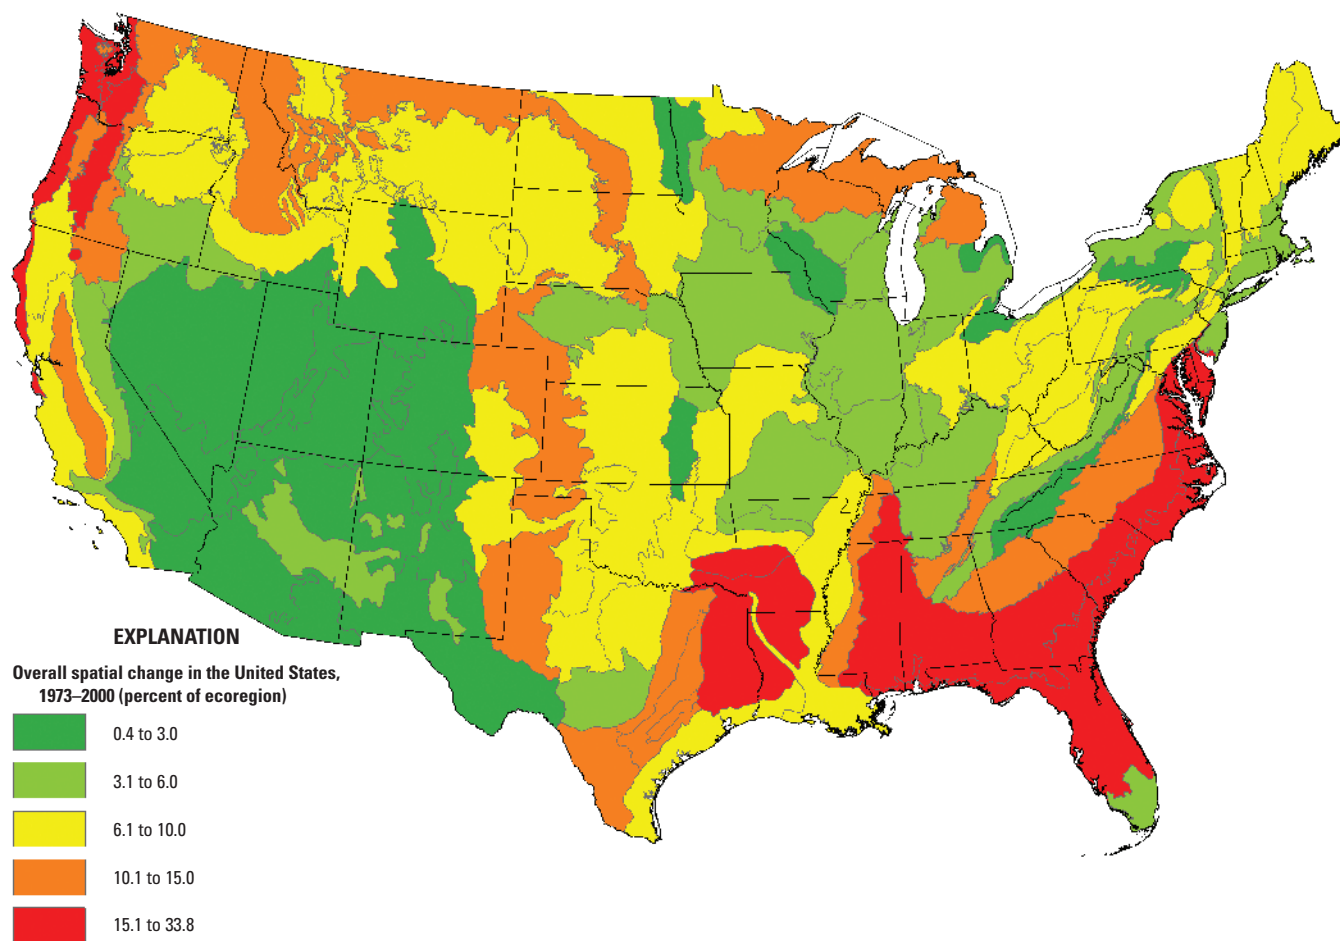 EXPLANATION
Overall spatial change in the United States,
1973–2000 (percent of ecoregion)
0.4 to 3.0
3.1 to 6.0
6.1 to 10.0
10.1 to 15.0
15.1 to 33.8